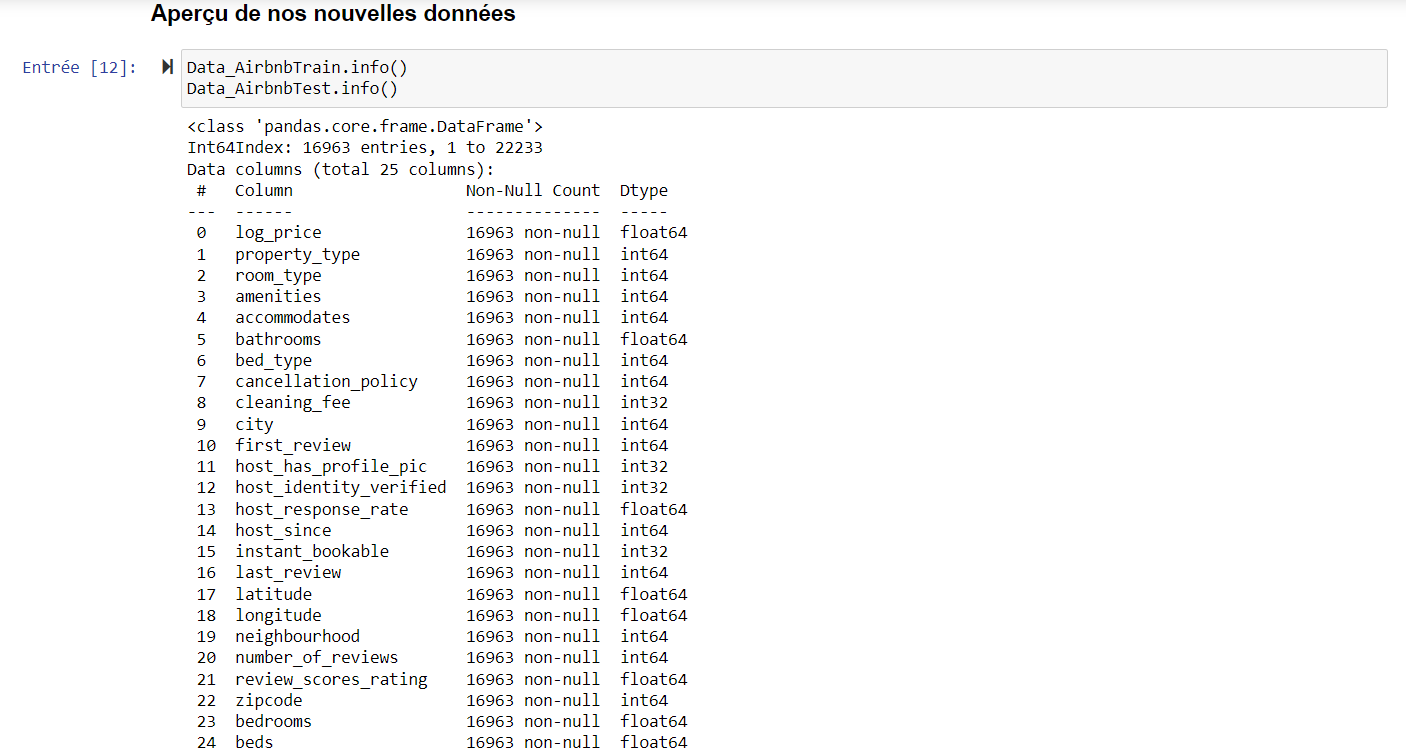 Aperçu de nos nouvelles données
Entrée [12]: Data_AirbnbTrain.info()
Data_AirbnbTest.info()
<class 'pandas.core.frame.DataFrame'>
Int64Index: 16963 entries, 1 to 22233
Data columns (total 25 columns):
 #   Column                  Non-Null Count  Dtype
---  ------                  --------------  -----
 0   log_price               16963 non-null  float64
 1   property_type           16963 non-null  int64
 2   room_type               16963 non-null  int64
 3   amenities               16963 non-null  int64
 4   accommodates            16963 non-null  int64
 5   bathrooms               16963 non-null  float64
 6   bed_type                16963 non-null  int64
 7   cancellation_policy     16963 non-null  int64
 8   cleaning_fee            16963 non-null  int32
 9   city                    16963 non-null  int64
 10  first_review            16963 non-null  int64
 11  host_has_profile_pic    16963 non-null  int32
 12  host_identity_verified  16963 non-null  int32
 13  host_response_rate      16963 non-null  float64
 14  host_since              16963 non-null  int64
 15  instant_bookable        16963 non-null  int32
 16  last_review             16963 non-null  int64
 17  latitude                16963 non-null  float64
 18  longitude               16963 non-null  float64
 19  neighbourhood           16963 non-null  int64
 20  number_of_reviews       16963 non-null  int64
 21  review_scores_rating    16963 non-null  float64
 22  zipcode                 16963 non-null  int64
 23  bedrooms                16963 non-null  float64
 24  beds                    16963 non-null  float64